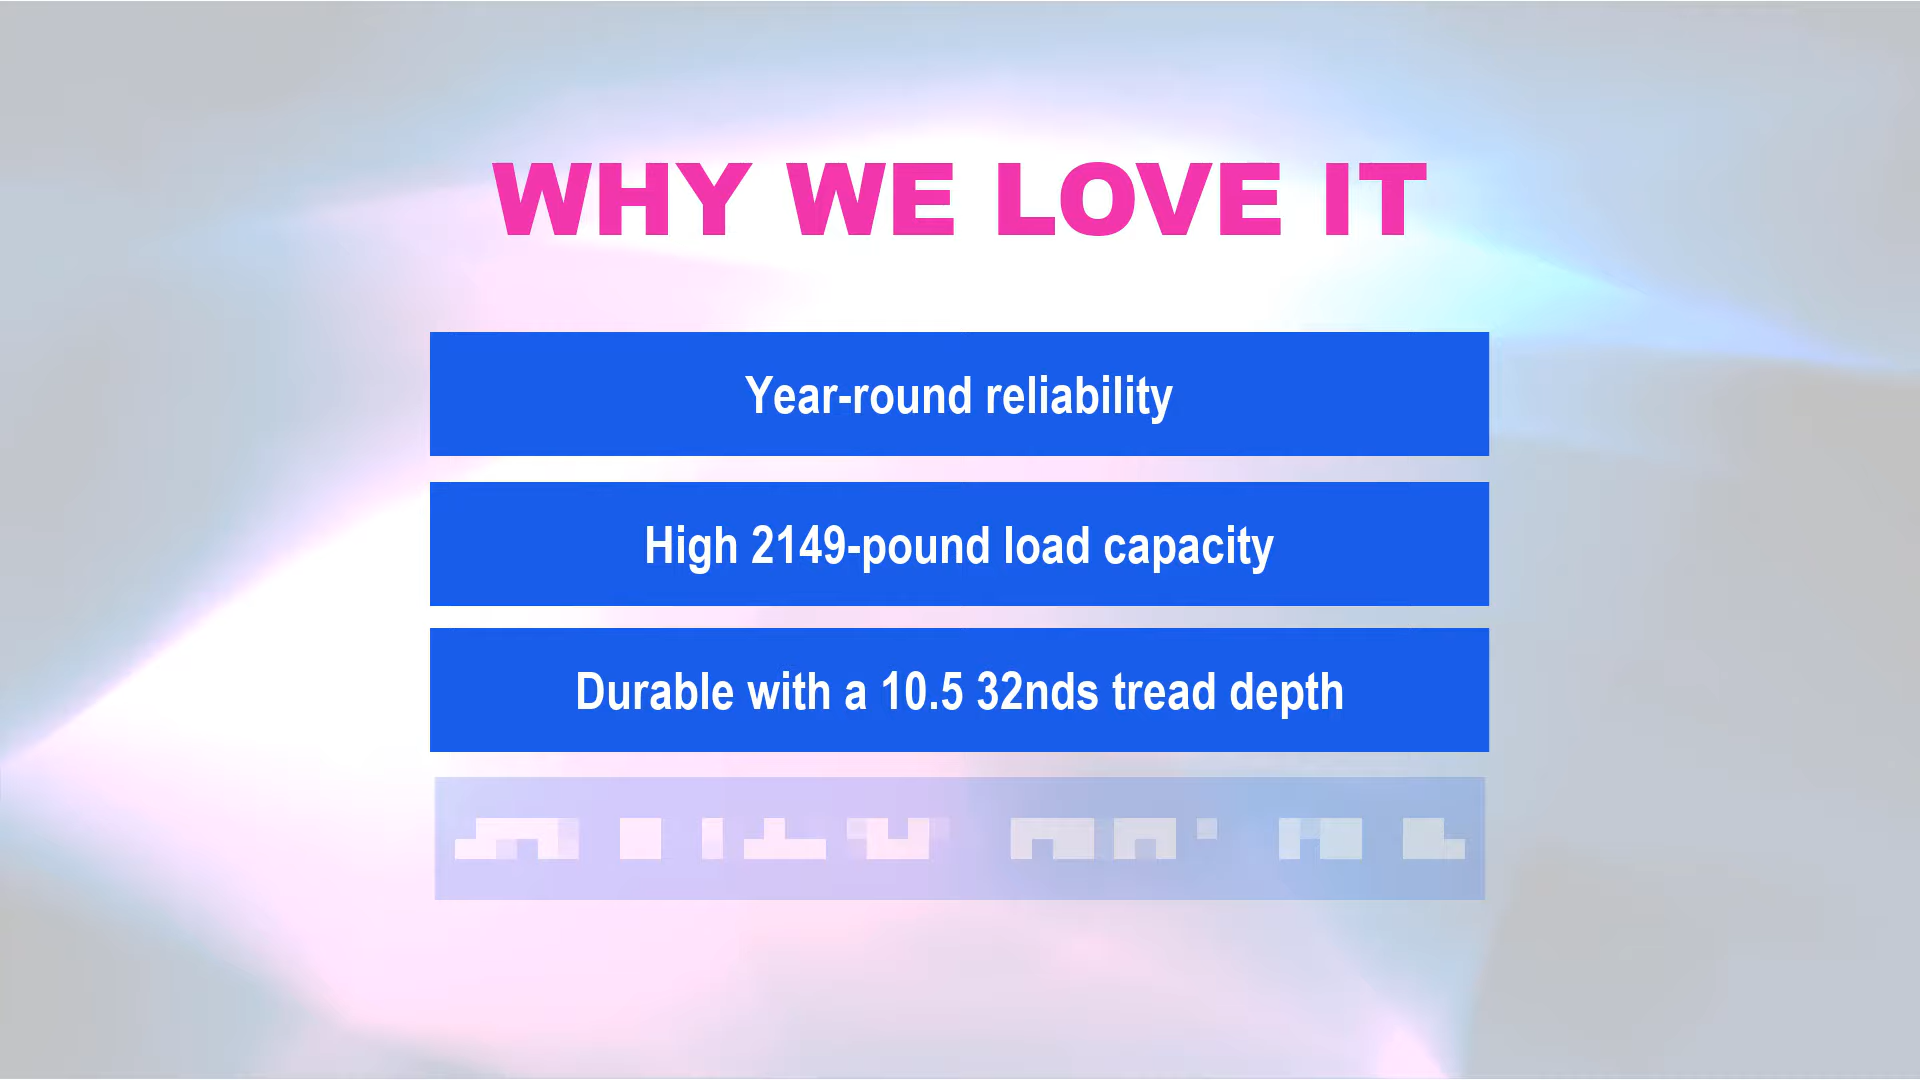 WHY WE LOVE IT
Year-round reliability
High 2149-pound load capacity
Durable with a 10.5 32nds tread depth